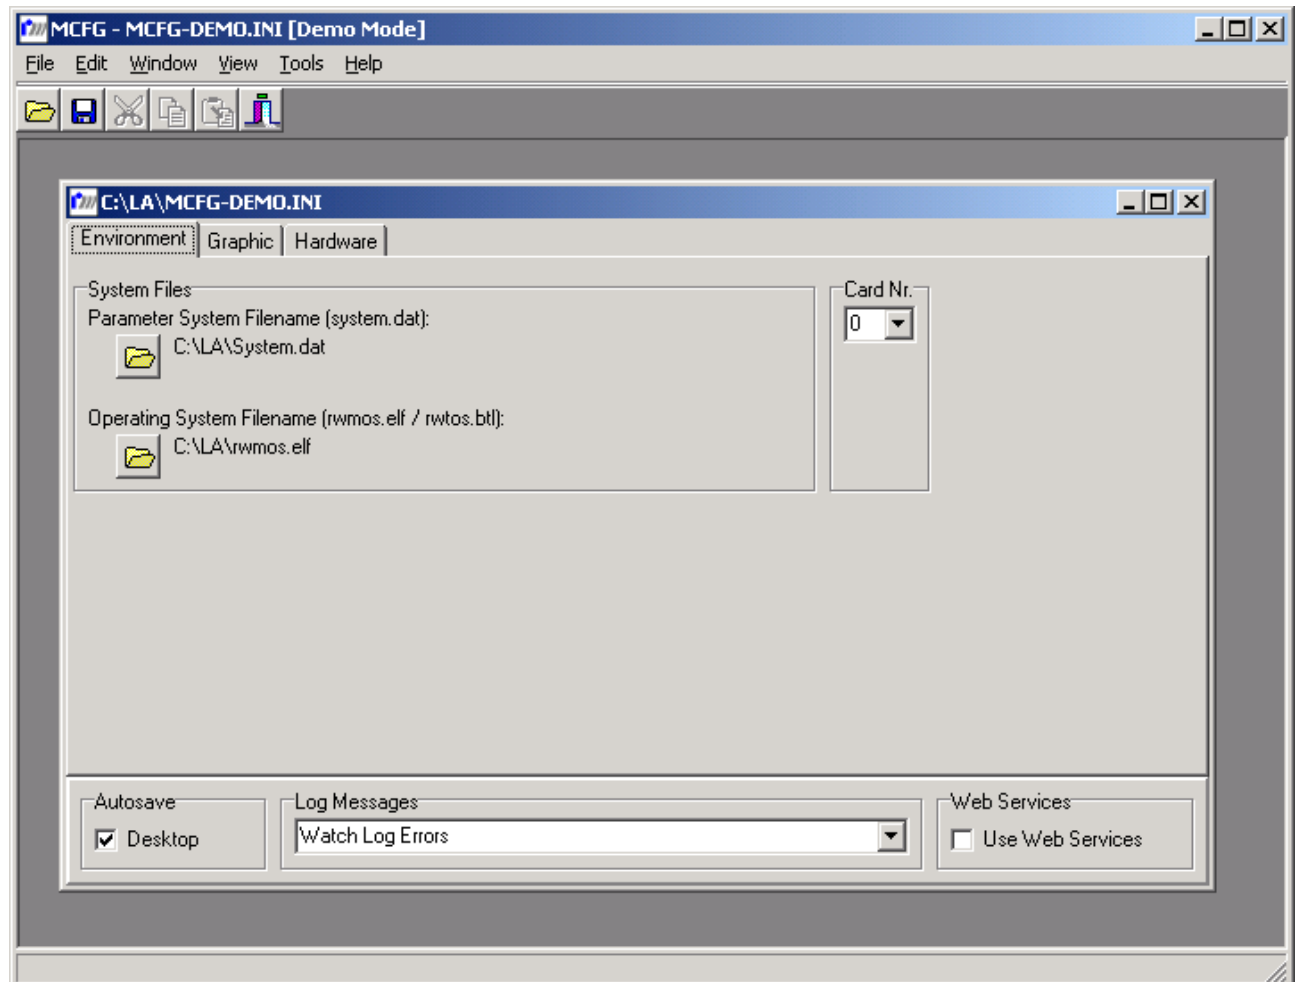 MCFG - MCFG-DEMO.INI [Demo Mode]
File Edit Window View Tools Help
C:\LA\MCFG-DEMO.INI
Environment Graphic Hardware
System Files
Parameter System Filename (system.dat):
C:\LA\System.dat
Operating System Filename (rwmos.elf / rwtos.btl):
C:\LA\rwmos.elf
Card Nr.
0
Autosave
Desktop
Log Messages
Watch Log Errors
Web Services
Use Web Services